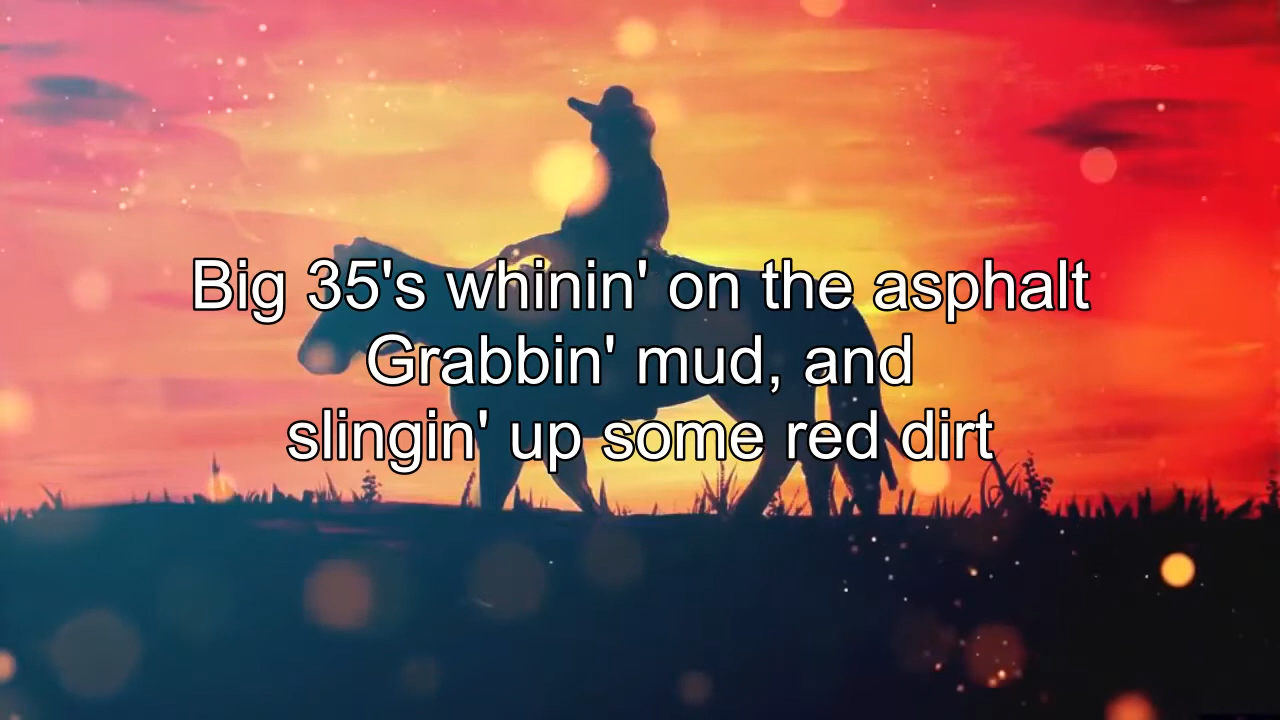 Big 35's whinin' on the asphalt
Grabbin' mud, and
slingin' up some red dirt